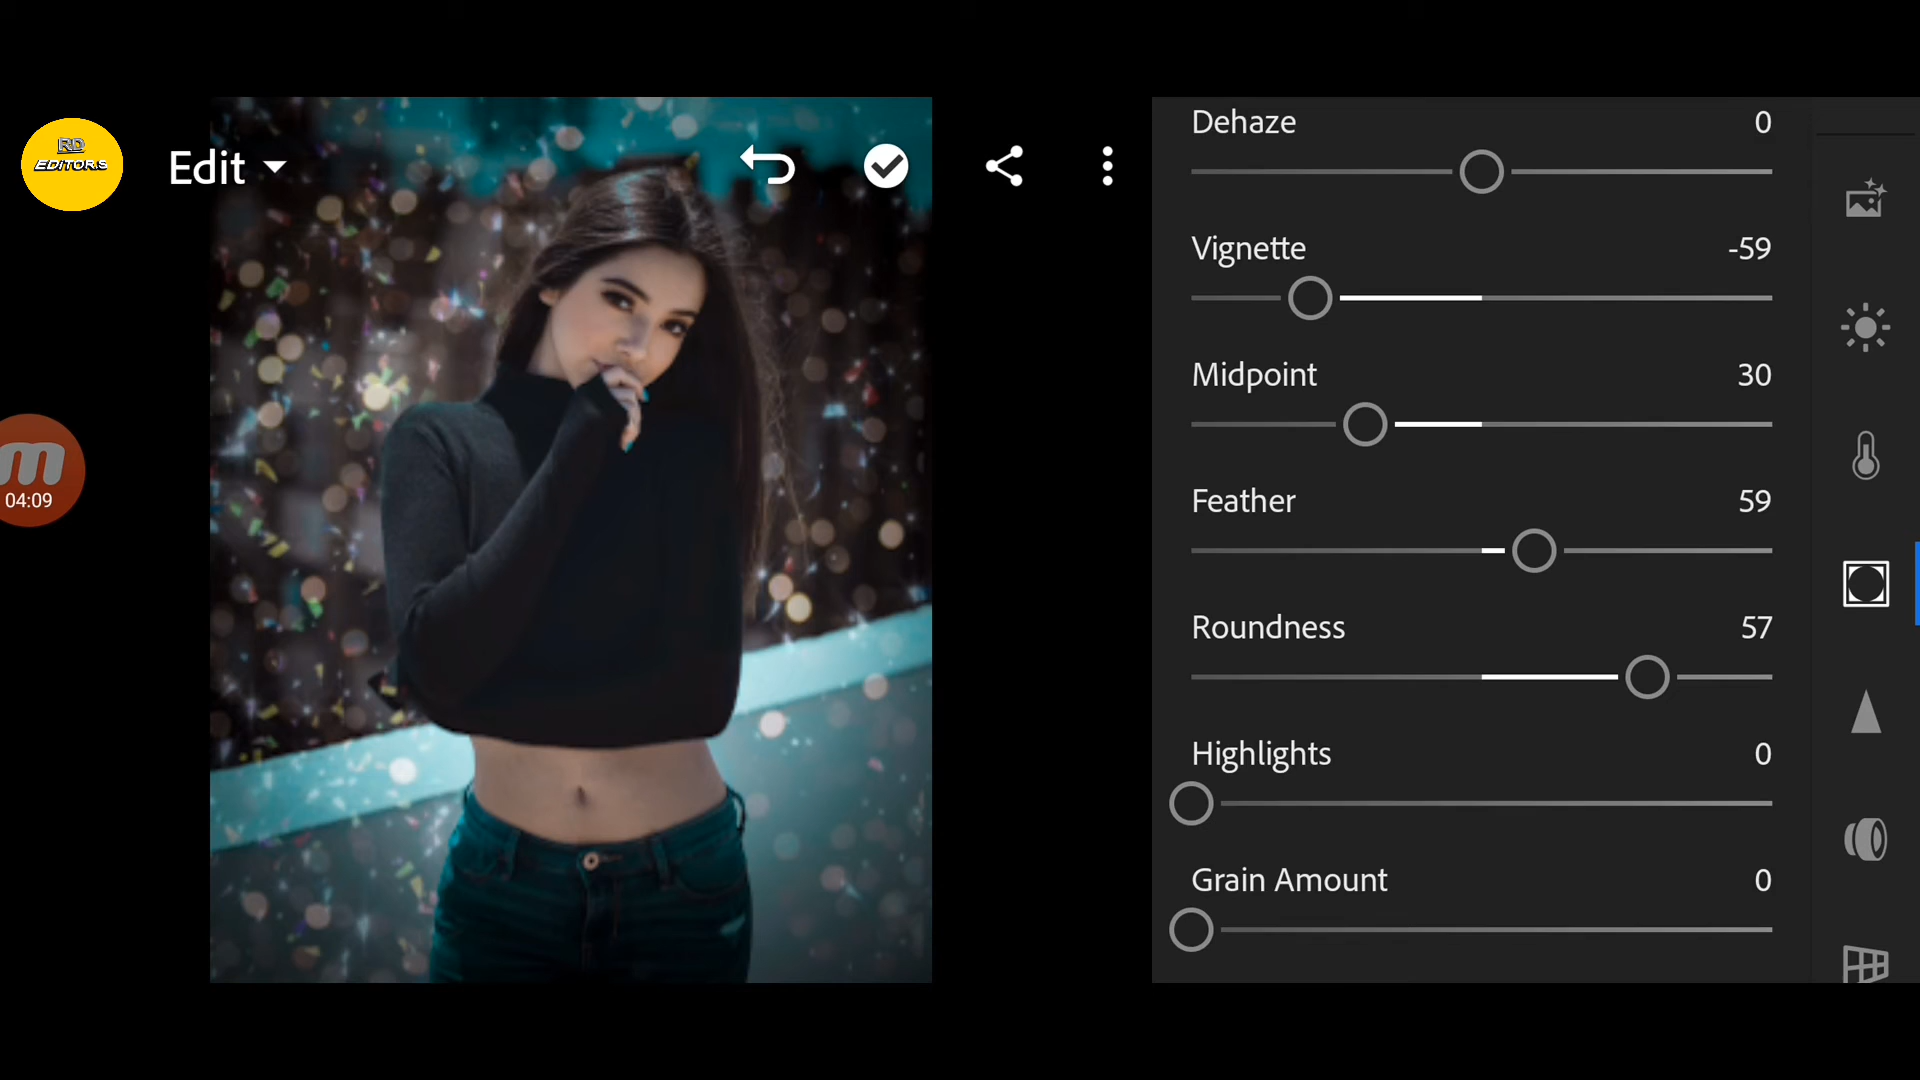 RD
EDITORS
Edit
04:09
Dehaze 0
Vignette -59
Midpoint 30
Feather 59
Roundness 57
Highlights 0
Grain Amount 0